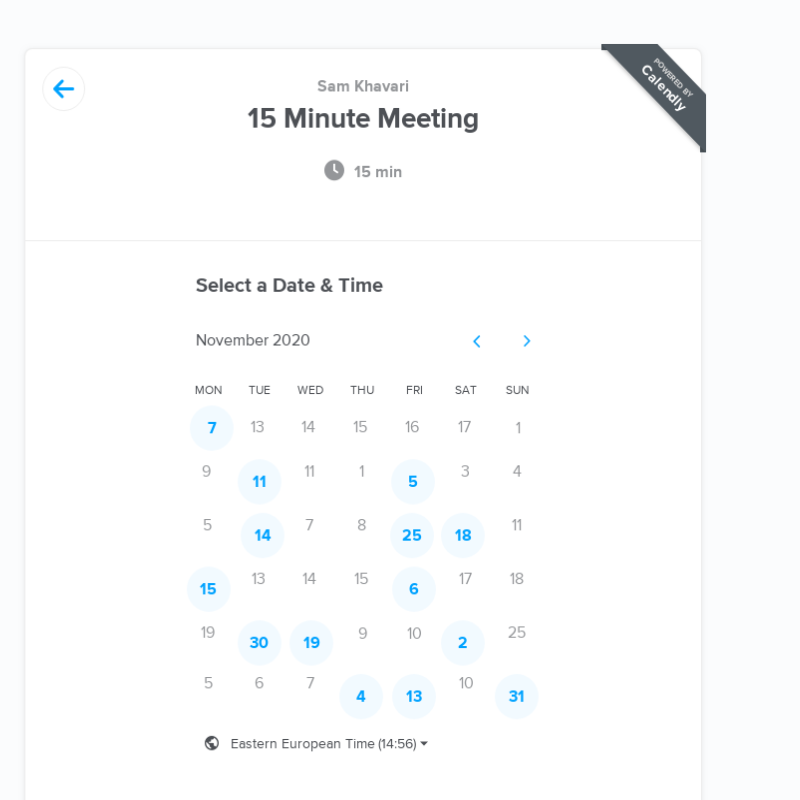 POWERED BY
Calendly
Sam Khavari
15 Minute Meeting
15 min
Select a Date & Time
November 2020
MON TUE WED THU FRI SAT SUN
7 13 14 15 16 17 1
9 11 11 1 5 3 4
5 14 7 8 25 18 11
15 13 14 15 6 17 18
19 30 19 9 10 2 25
5 6 7 4 13 10 31
Eastern European Time (14:56)